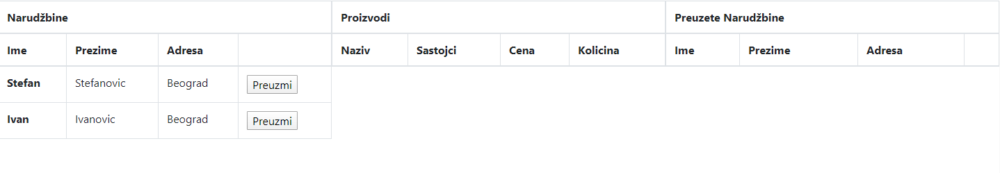 Narudžbine Proizvodi Preuzete Narudžbine
Ime Prezime Adresa Naziv Sastojci Cena Kolicina Ime Prezime Adresa
Stefan Stefanovic Beograd Preuzmi
Ivan Ivanovic Beograd Preuzmi